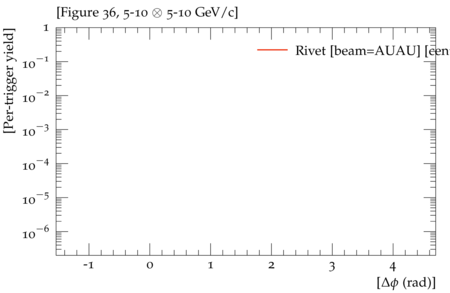 [Figure 36, 5-10 ⊗ 5-10 GeV/c]
[Per-trigger yield]
1
10⁻¹
10⁻²
10⁻³
10⁻⁴
10⁻⁵
10⁻⁶
Rivet [beam=AUAU] [cen
-1 0 1 2 3 4
[Δϕ (rad)]